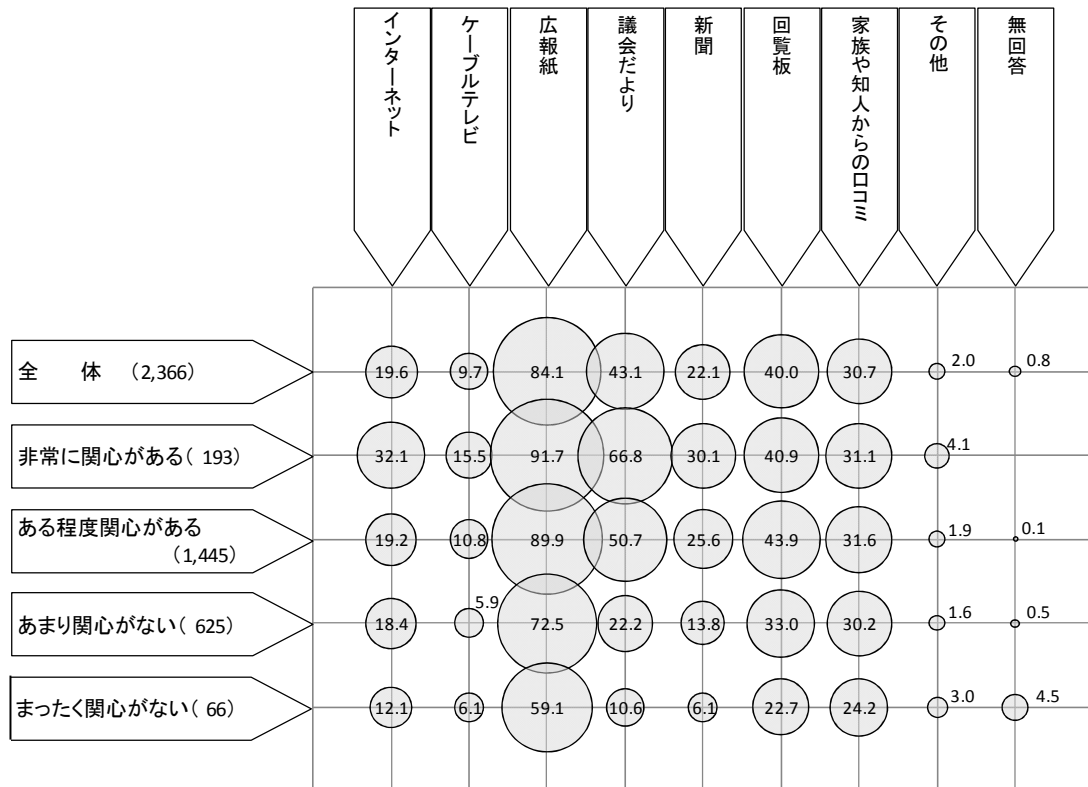 インターネット
ケーブルテレビ
広報紙
議会だより
新聞
回覧板
家族や知人からの口コミ
その他
無回答
全　体　（2,366）
19.6 9.7 84.1 43.1 22.1 40.0 30.7 2.0 0.8
非常に関心がある（ 193）
32.1 15.5 91.7 66.8 30.1 40.9 31.1 4.1
ある程度関心がある
（1,445）
19.2 10.8 89.9 50.7 25.6 43.9 31.6 1.9 0.1
あまり関心がない（ 625）
18.4 5.9 72.5 22.2 13.8 33.0 30.2 1.6 0.5
まったく関心がない（ 66）
12.1 6.1 59.1 10.6 6.1 22.7 24.2 3.0 4.5